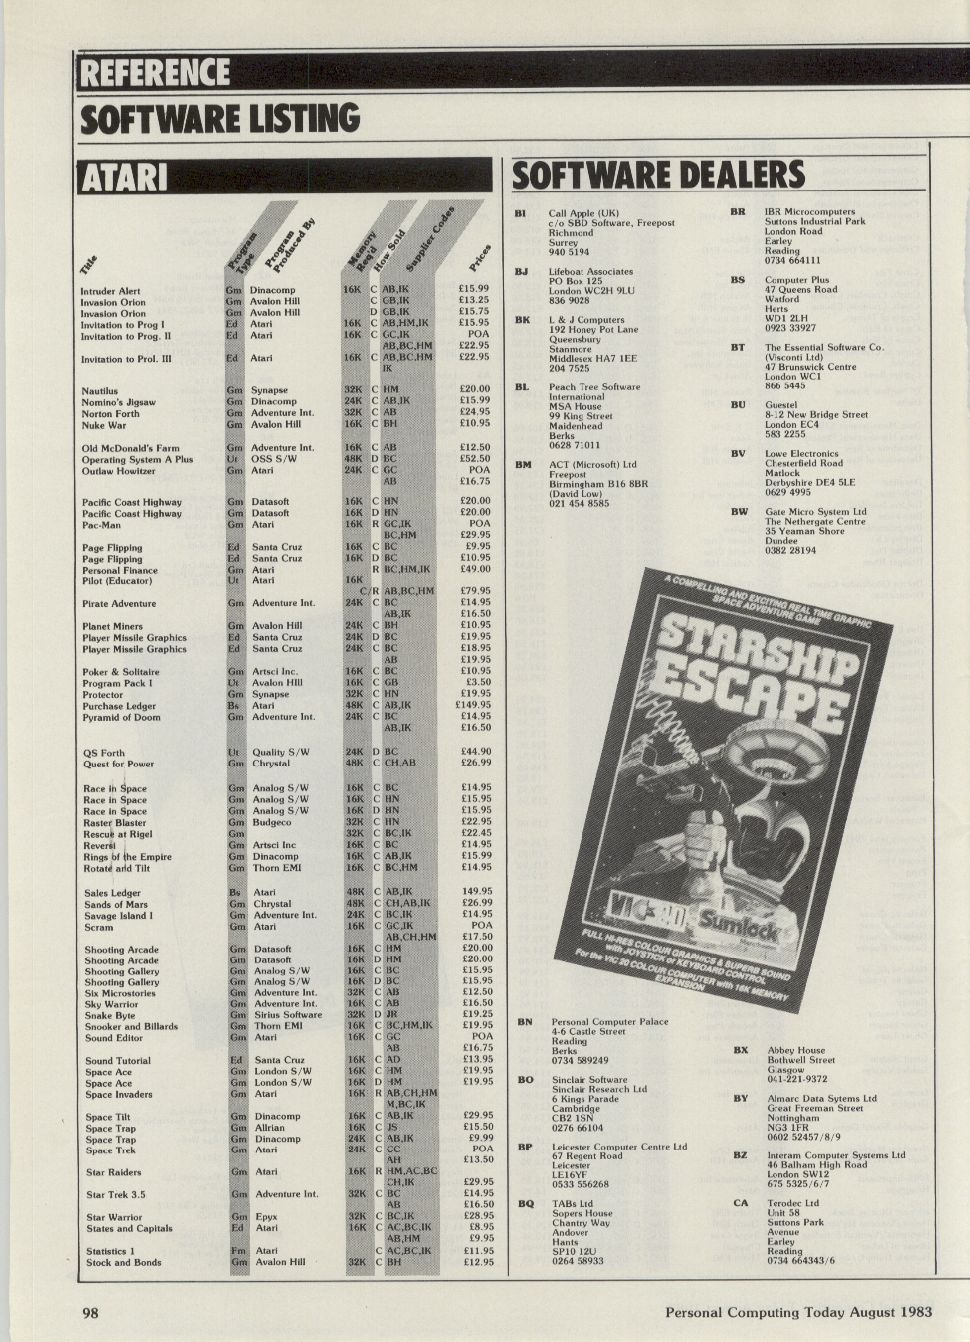 REFERENCE
SOFTWARE LISTING
ATARI
Title
Program Type
Program Produced By
Memory Req'd
How Sold
Supplier Codes
Prices
Intruder Alert Gm Dinacomp 16K C AB,IK £15.99
Invasion Orion Gm Avalon Hill C GB,IK £13.25
Invasion Orion Gm Avalon Hill D GB,IK £15.75
Invitation to Prog I Ed Atari 16K C AB,HM,IK £15.95
Invitation to Prog. II Ed Atari 16K C GC,IK POA
AB,BC,HM £22.95
Invitation to Prol. III Ed Atari 16K C AB,BC,HM £22.95
IK
Nautilus Gm Synapse 32K C HM £20.00
Nomino's Jigsaw Gm Dinacomp 24K C AB,IK £15.99
Norton Forth Gm Adventure Int. 32K C AB £24.95
Nuke War Gm Avalon Hill 16K C BH £10.95
Old McDonald's Farm Gm Adventure Int. 16K C AB £12.50
Operating System A Plus Ut OSS S/W 48K D BC £52.50
Outlaw Howitzer Gm Atari 24K C GC POA
AB £16.75
Pacific Coast Highway Gm Datasoft 16K C HN £20.00
Pacific Coast Highway Gm Datasoft 16K D HN £20.00
Pac-Man Gm Atari 16K R GC,IK POA
BC,HM £29.95
Page Flipping Ed Santa Cruz 16K C BC £9.95
Page Flipping Ed Santa Cruz 16K D BC £10.95
Personal Finance Gm Atari R BC,HM,IK £49.00
Pilot (Educator) Ut Atari 16K
C/R AB,BC,HM £79.95
Pirate Adventure Gm Adventure Int. 24K C BC £14.95
AB,IK £16.50
Planet Miners Gm Avalon Hill 24K C BH £10.95
Player Missile Graphics Ed Santa Cruz 24K D BC £19.95
Player Missile Graphics Ed Santa Cruz 24K C BC £18.95
AB £19.95
Poker & Solitaire Gm Artsci Inc. 16K C BC £10.95
Program Pack I Ut Avalon HIll 16K C GB £3.50
Protector Gm Synapse 32K C HN £19.95
Purchase Ledger Bs Atari 48K C AB,IK £149.95
Pyramid of Doom Gm Adventure Int. 24K C BC £14.95
AB,IK £16.50
QS Forth Ut Quality S/W 24K D BC £44.90
Quest for Power Gm Chrystal 48K C CH,AB £26.99
Race in Space Gm Analog S/W 16K C BC £14.95
Race in Space Gm Analog S/W 16K C HN £15.95
Race in Space Gm Analog S/W 16K D HN £15.95
Raster Blaster Gm Budgeco 32K C HN £22.95
Rescue at Rigel Gm 32K C BC,IK £22.45
Reversi Gm Artsci Inc 16K C BC £14.95
Rings of the Empire Gm Dinacomp 16K C AB,IK £15.99
Rotate and Tilt Gm Thorn EMI 16K C BC,HM £14.95
Sales Ledger Bs Atari 48K C AB,IK 149.95
Sands of Mars Gm Chrystal 48K C CH,AB,IK £26.99
Savage Island I Gm Adventure Int. 24K C BC,IK £14.95
Scram Gm Atari 16K C GC,IK POA
AB,CH,HM £17.50
Shooting Arcade Gm Datasoft 16K C HM £20.00
Shooting Arcade Gm Datasoft 16K D HM £20.00
Shooting Gallery Gm Analog S/W 16K C BC £15.95
Shooting Gallery Gm Analog S/W 16K D BC £15.95
Six Microstories Gm Adventure Int. 32K C AB £12.50
Sky Warrior Gm Adventure Int. 16K C AB £16.50
Snake Byte Gm Sirius Software 32K D JR £19.25
Snooker and Billards Gm Thorn EMI 16K C BC,HM,IK £19.95
Sound Editor Gm Atari 16K C GC POA
AB £16.75
Sound Tutorial Ed Santa Cruz 16K C AD £13.95
Space Ace Gm London S/W 16K C HM £19.95
Space Ace Gm London S/W 16K D HM £19.95
Space Invaders Gm Atari 16K R AB,CH,HM
M,BC,IK
Space Tilt Gm Dinacomp 16K C AB,IK £29.95
Space Trap Gm Allrian 16K C JS £15.50
Space Trap Gm Dinacomp 24K C AB,IK £9.99
Space Trek Gm Atari 24K C CC POA
AH £13.50
Star Raiders Gm Atari 16K R HM,AC,BC
CH,IK £29.95
Star Trek 3.5 Gm Adventure Int. 32K C BC £14.95
AB £16.50
Star Warrior Gm Epyx 32K C BC,IK £28.95
States and Capitals Ed Atari 16K C AC,BC,IK £8.95
AB,HM £9.95
Statistics 1 Fm Atari C AC,BC,IK £11.95
Stock and Bonds Gm Avalon Hill 32K C BH £12.95
SOFTWARE DEALERS
BI Call Apple (UK)
c/o SBD Software, Freepost
Richmond
Surrey
940 5194
BJ Lifeboat Associates
PO Box 125
London WC2H 9LU
836 9028
BK L & J Computers
192 Honey Pot Lane
Queensbury
Stanmore
Middlesex HA7 1EE
204 7525
BL Peach Tree Software
International
MSA House
99 King Street
Maidenhead
Berks
0628 71011
BM ACT (Microsoft) Ltd
Freepost
Birmingham B16 8BR
(David Low)
021 454 8585
BR IBR Microcomputers
Suttons Industrial Park
London Road
Earley
Reading
0734 664111
BS Computer Plus
47 Queens Road
Watford
Herts
WD1 2LH
0923 33927
BT The Essential Software Co.
(Visconti Ltd)
47 Brunswick Centre
London WC1
866 5445
BU Guestel
8-12 New Bridge Street
London EC4
583 2255
BV Lowe Electronics
Chesterfield Road
Matlock
Derbyshire DE4 5LE
0629 4995
BW Gate Micro System Ltd
The Nethergate Centre
35 Yeaman Shore
Dundee
0382 28194
A COMPELLING AND EXCITING REAL TIME GRAPHIC
SPACE ADVENTURE GAME
STARSHIP
ESCAPE
VIC 20
Sumlock
FULL HI-RES COLOUR GRAPHICS & SUPERB SOUND
with JOYSTICK or KEYBOARD CONTROL
For the VIC 20 COLOUR COMPUTER with 16K MEMORY
EXPANSION
BN Personal Computer Palace
4-6 Castle Street
Reading
Berks
0734 589249
BO Sinclair Software
Sinclair Research Ltd
6 Kings Parade
Cambridge
CB2 1SN
0276 66104
BP Leicester Computer Centre Ltd
67 Regent Road
Leicester
LE16YF
0533 556268
BQ TABs Ltd
Sopers House
Chantry Way
Andover
Hants
SP10 12U
0264 58933
BX Abbey House
Bothwell Street
Glasgow
041-221-9372
BY Almarc Data Sytems Ltd
Great Freeman Street
Nottingham
NG3 1FR
0602 52457/8/9
BZ Interam Computer Systems Ltd
46 Balham High Road
London SW12
675 5325/6/7
CA Terodec Ltd
Unit 58
Suttons Park
Avenue
Earley
Reading
0734 664343/6
98
Personal Computing Today August 1983